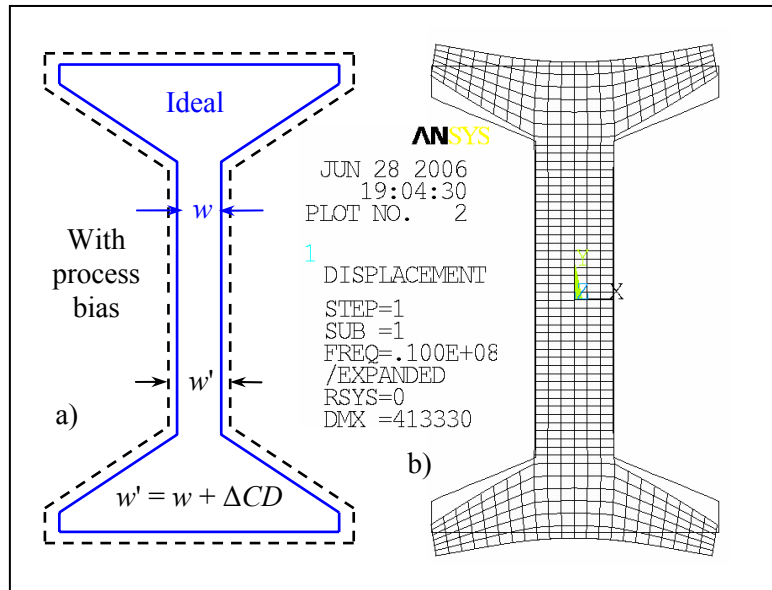 Ideal
w
With
process
bias
w'
a)
w' = w + ΔCD
ANSYS
JUN 28 2006
19:04:30
PLOT NO. 2
1
DISPLACEMENT
STEP=1
SUB =1
FREQ=.100E+08
/EXPANDED
RSYS=0
DMX =413330
b)
Y
Z
X